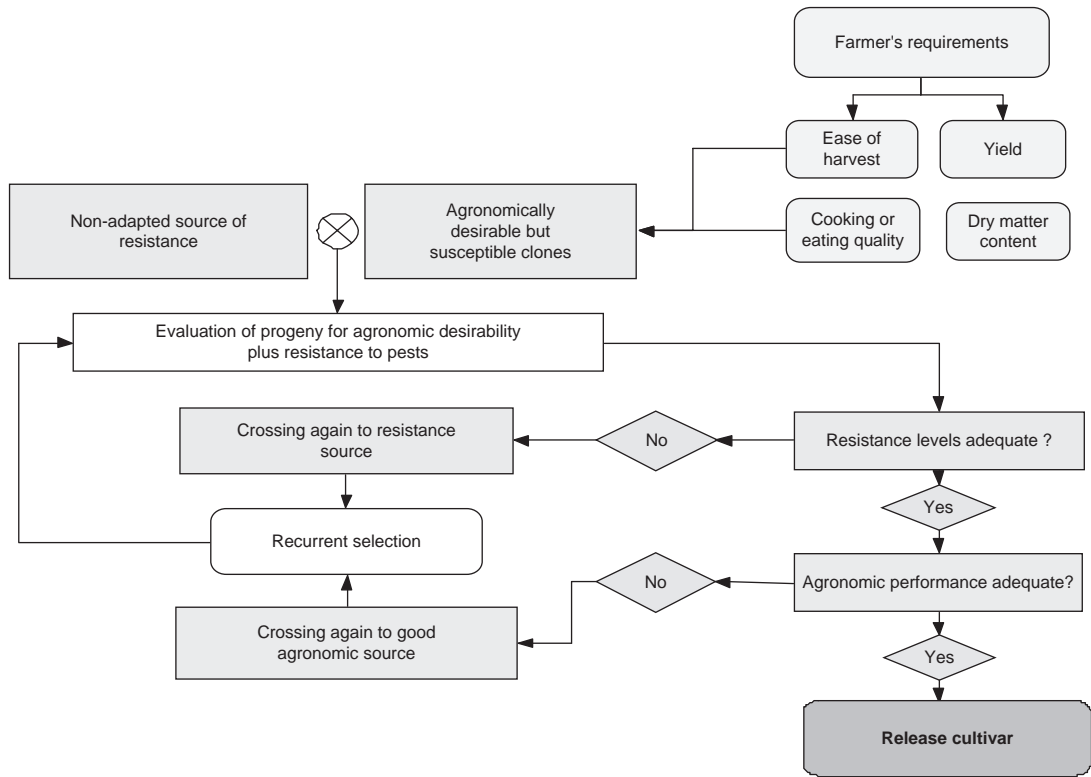 Farmer's requirements
Ease of
harvest
Yield
Non-adapted source of
resistance
Agronomically
desirable but
susceptible clones
Cooking or
eating quality
Dry matter
content
Evaluation of progeny for agronomic desirability
plus resistance to pests
Crossing again to resistance
source
No
Resistance levels adequate ?
Yes
Recurrent selection
No
Agronomic performance adequate?
Crossing again to good
agronomic source
Yes
Release cultivar